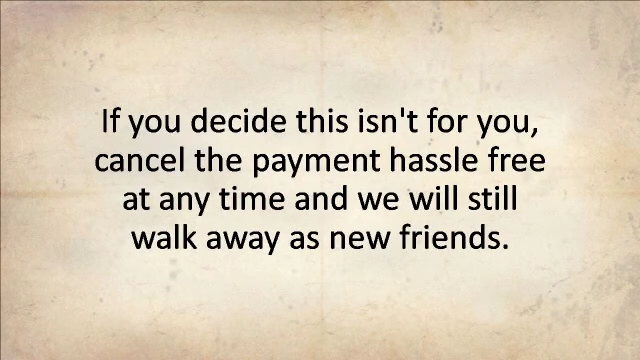 If you decide this isn't for you,
cancel the payment hassle free
at any time and we will still
walk away as new friends.